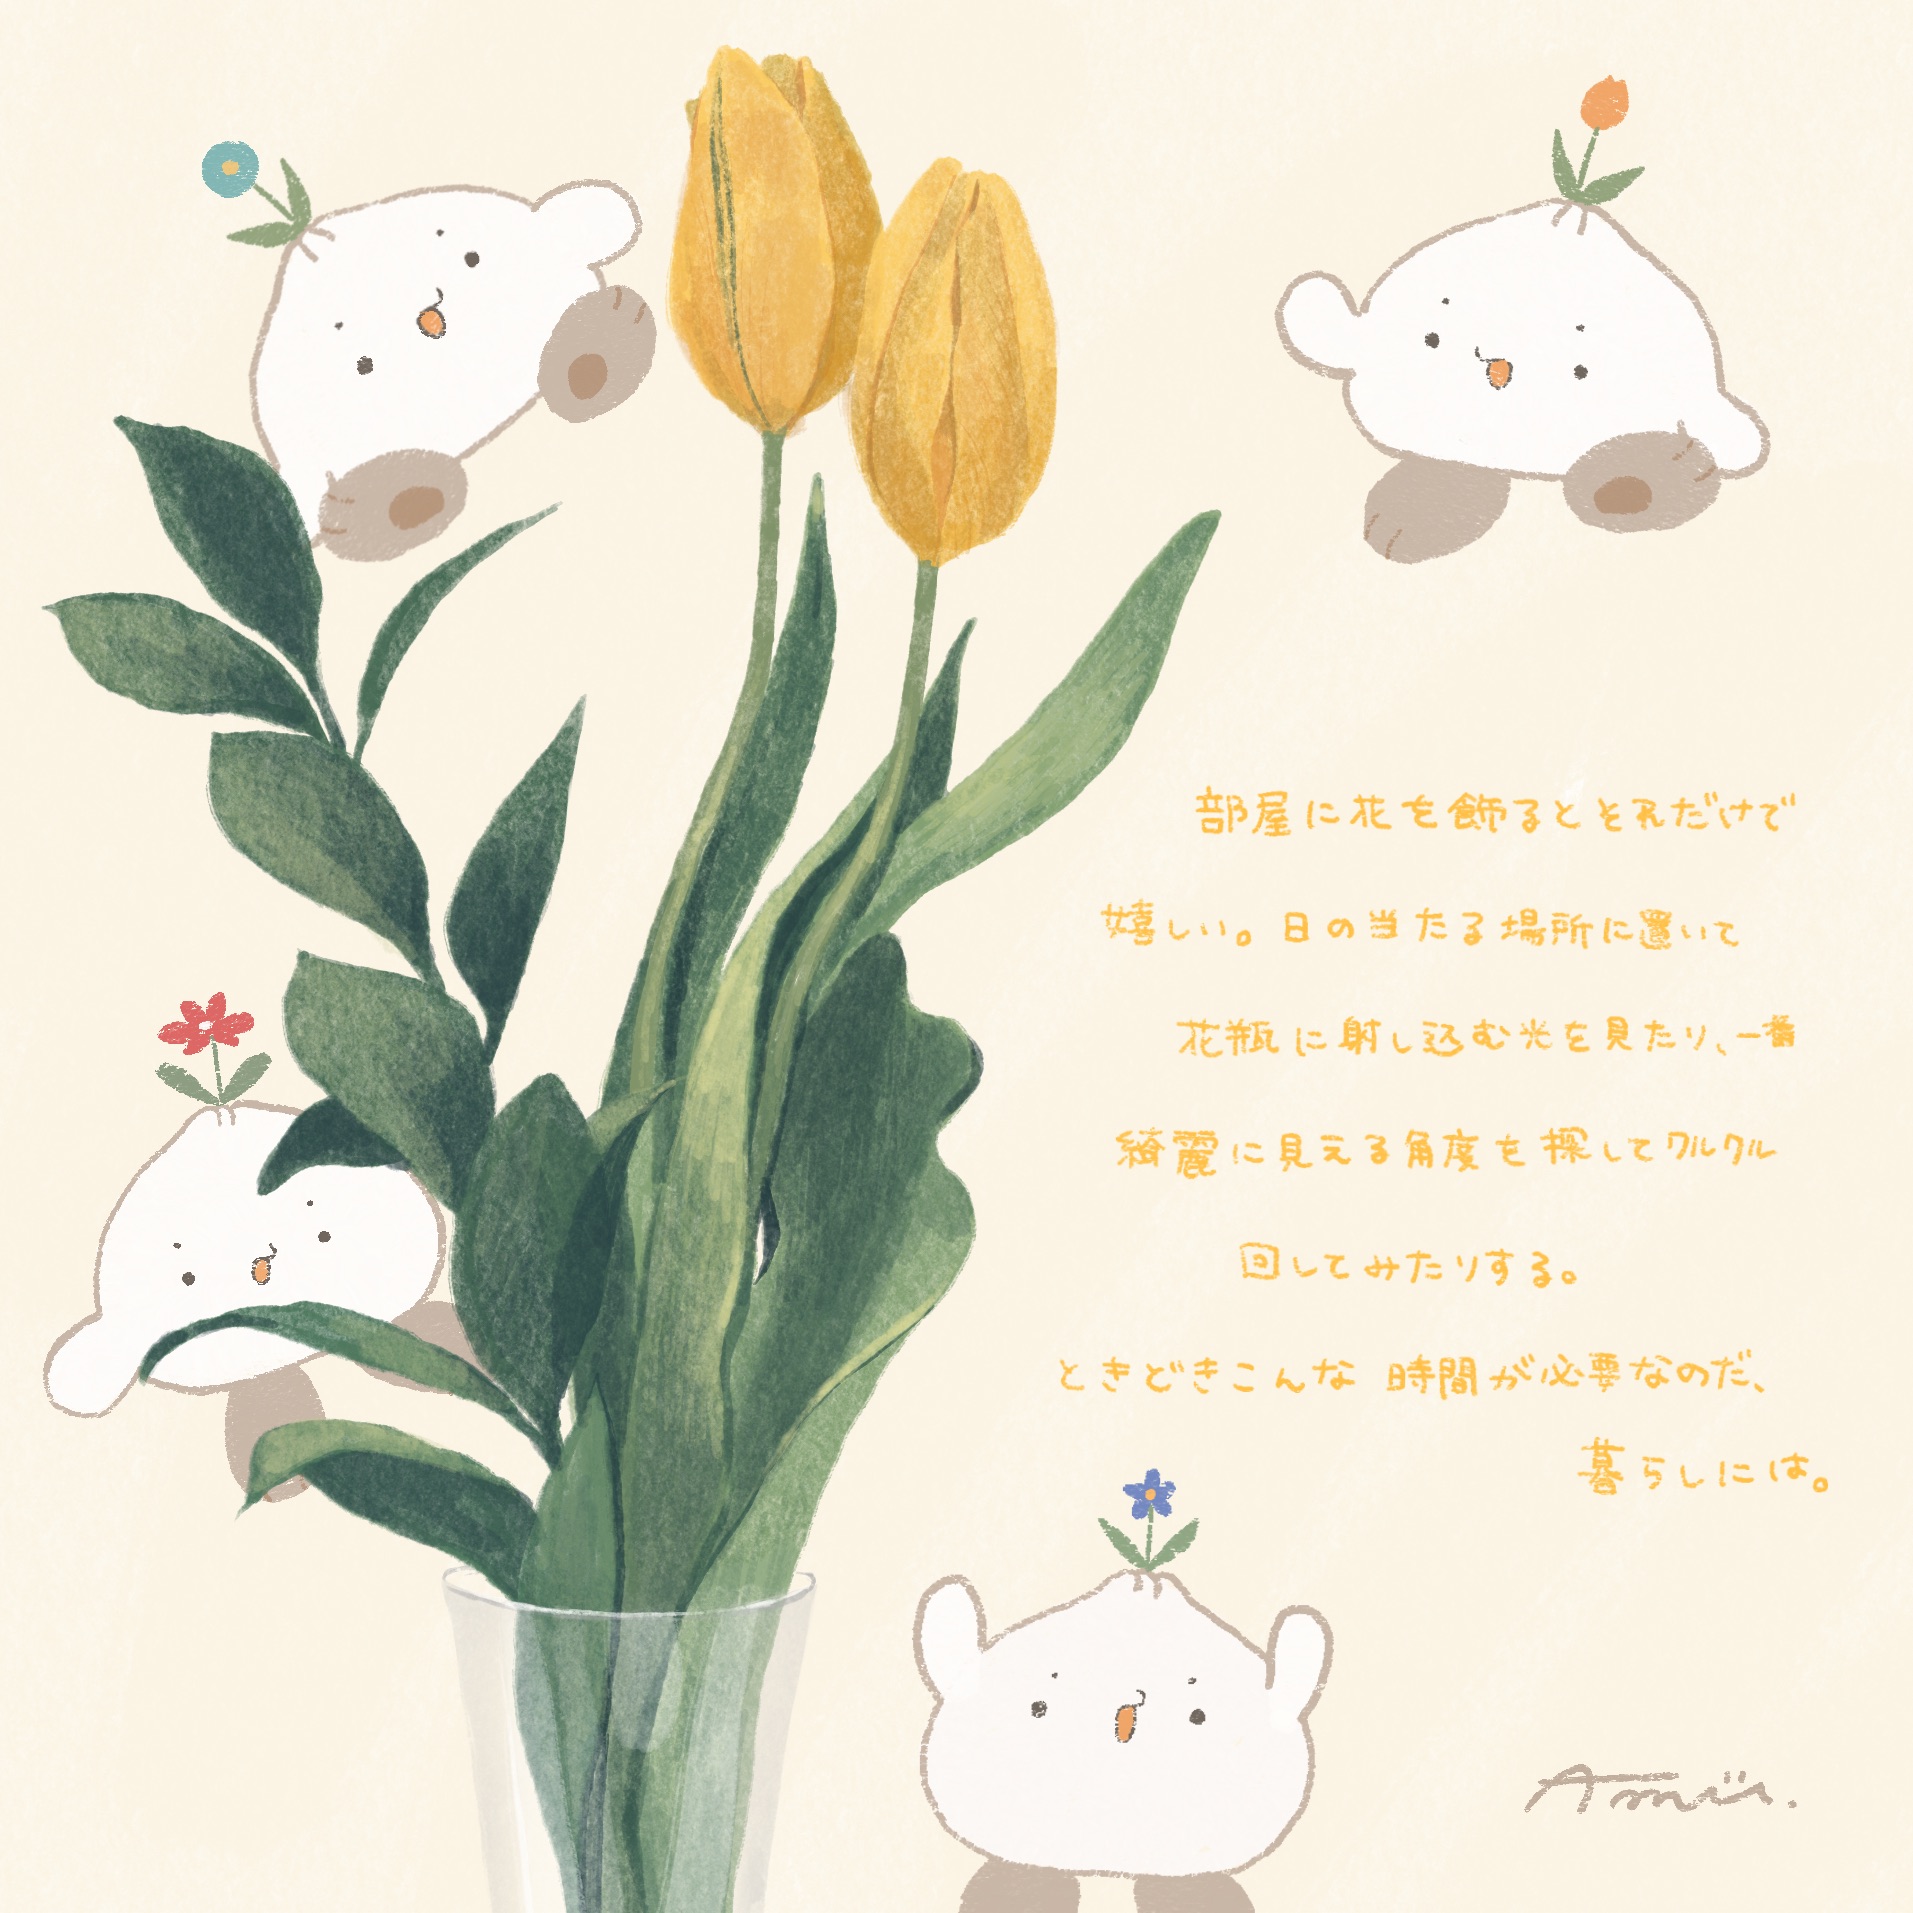 部屋に花を飾るとそれだけで
嬉しい。日の当たる場所に置いて
花瓶に射し込む光を見たり、一番
綺麗に見える角度を探してクルクル
回してみたりする。
ときどきこんな 時間が必要なのだ、
暮らしには。